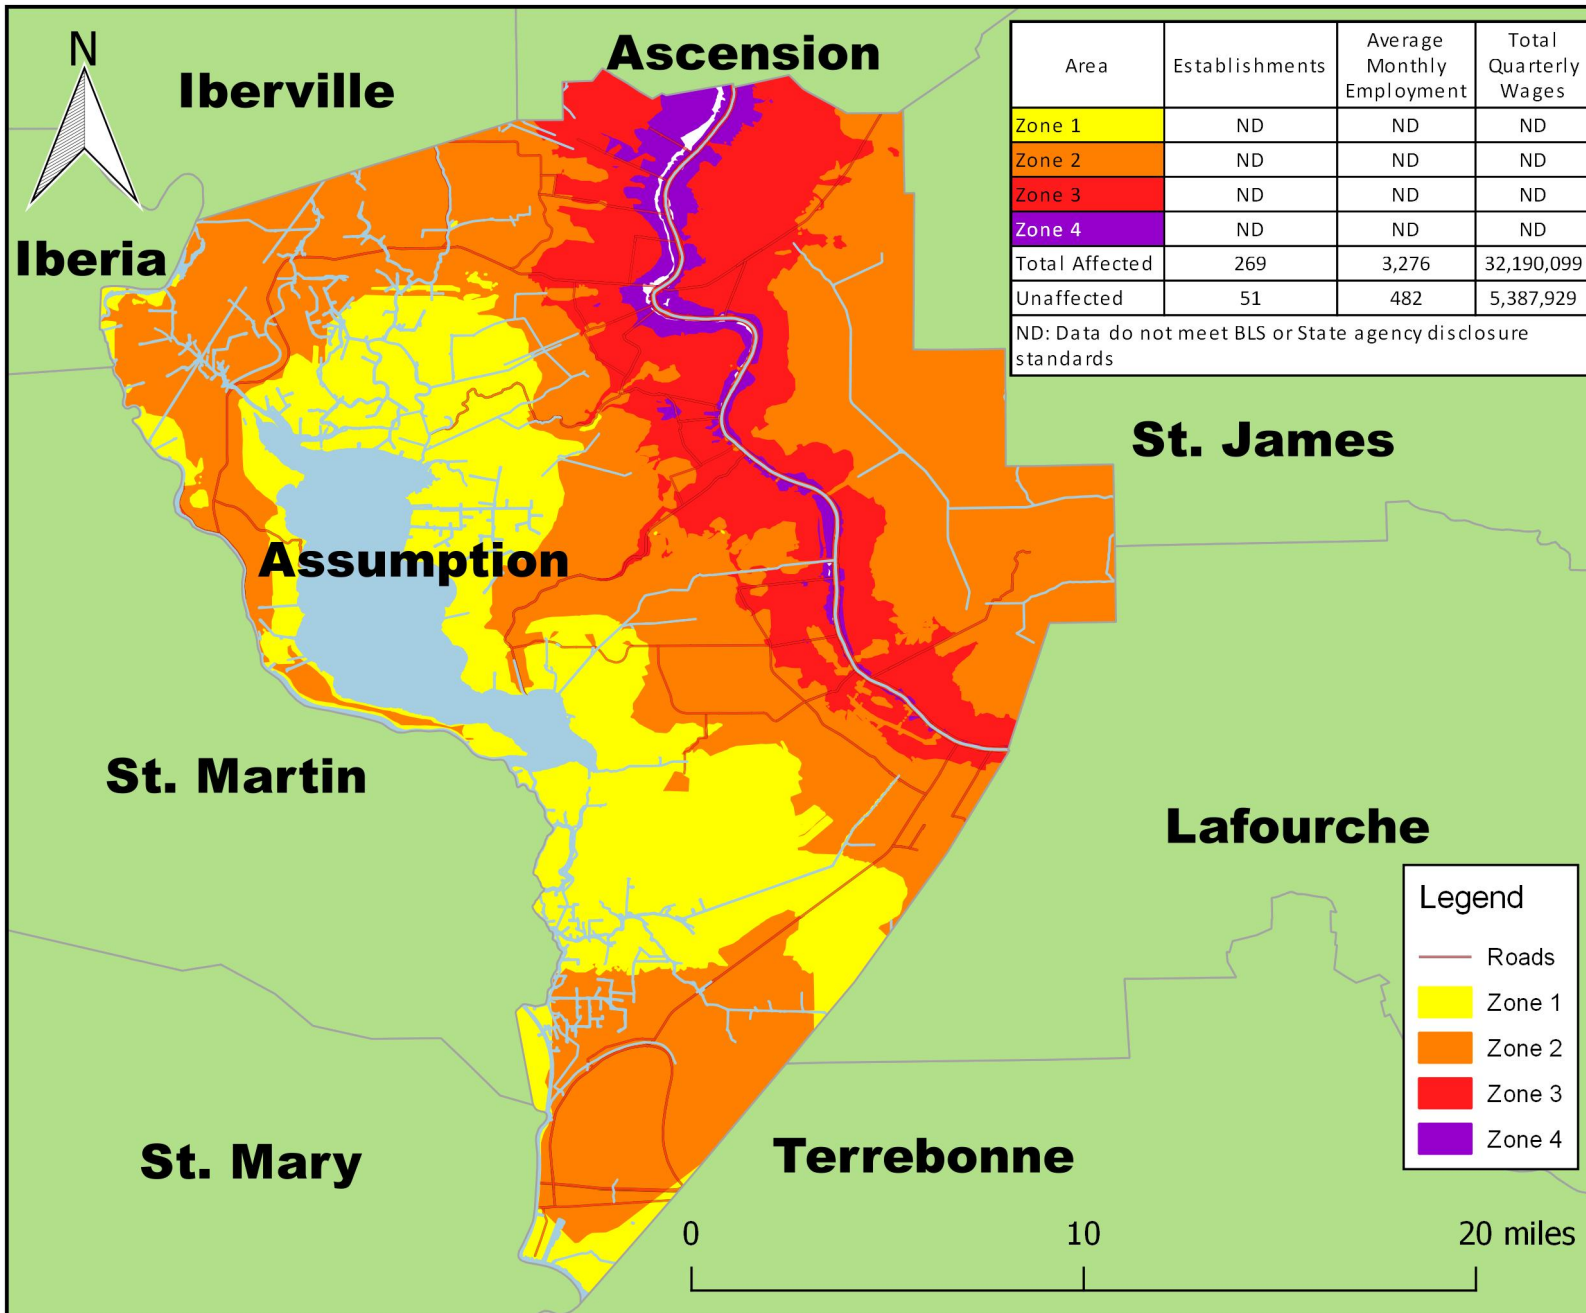 N
Iberville
Ascension
Iberia
Assumption
St. James
St. Martin
Lafourche
St. Mary
Terrebonne
Area Establishments Average Monthly Employment Total Quarterly Wages
Zone 1 ND ND ND
Zone 2 ND ND ND
Zone 3 ND ND ND
Zone 4 ND ND ND
Total Affected 269 3,276 32,190,099
Unaffected 51 482 5,387,929
ND: Data do not meet BLS or State agency disclosure
standards
Legend
Roads
Zone 1
Zone 2
Zone 3
Zone 4
0 10 20 miles